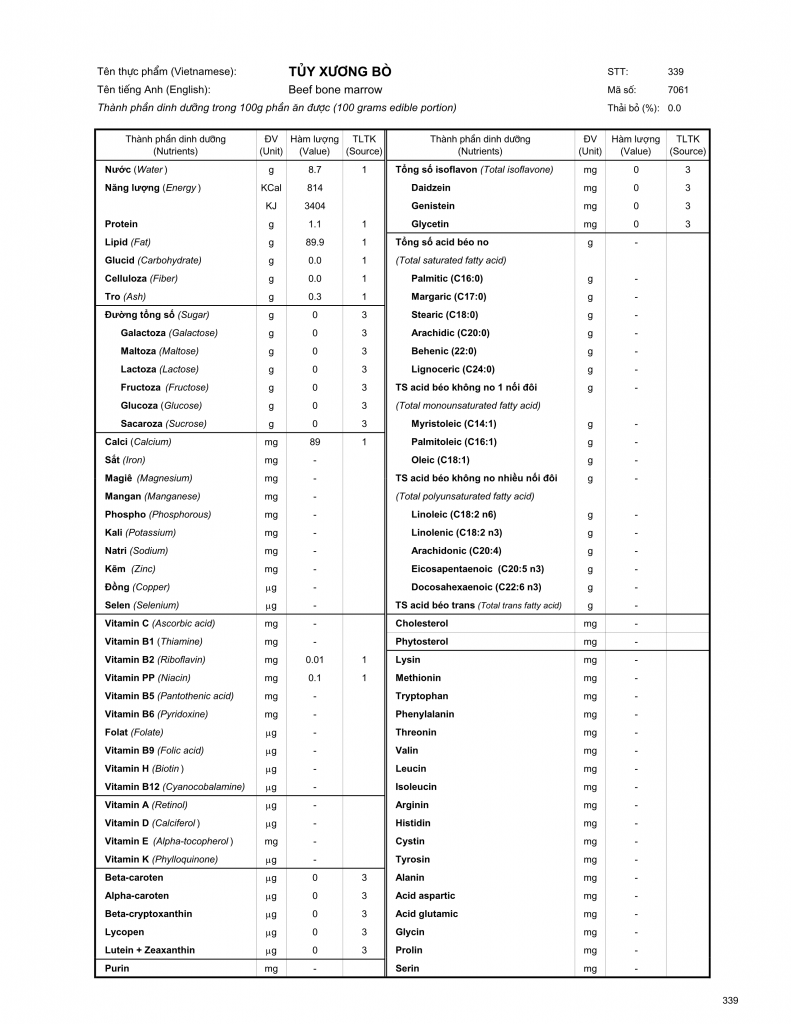 Tên thực phẩm (Vietnamese): TỦY XƯƠNG BÒ STT: 339
Tên tiếng Anh (English): Beef bone marrow Mã số: 7061
Thành phần dinh dưỡng trong 100g phần ăn được (100 grams edible portion) Thải bỏ (%): 0.0
Thành phần dinh dưỡng ĐV Hàm lượng TLTK Thành phần dinh dưỡng ĐV Hàm lượng TLTK
(Nutrients) (Unit) (Value) (Source) (Nutrients) (Unit) (Value) (Source)
Nước (Water ) g 8.7 1 Tổng số isoflavon (Total isoflavone) mg 0 3
Năng lượng (Energy ) KCal 814 Daidzein mg 0 3
KJ 3404 Genistein mg 0 3
Protein g 1.1 1 Glycetin mg 0 3
Lipid (Fat) g 89.9 1 Tổng số acid béo no g -
Glucid (Carbohydrate) g 0.0 1 (Total saturated fatty acid)
Celluloza (Fiber) g 0.0 1 Palmitic (C16:0) g -
Tro (Ash) g 0.3 1 Margaric (C17:0) g -
Đường tổng số (Sugar) g 0 3 Stearic (C18:0) g -
Galactoza (Galactose) g 0 3 Arachidic (C20:0) g -
Maltoza (Maltose) g 0 3 Behenic (22:0) g -
Lactoza (Lactose) g 0 3 Lignoceric (C24:0) g -
Fructoza (Fructose) g 0 3 TS acid béo không no 1 nối đôi g -
Glucoza (Glucose) g 0 3 (Total monounsaturated fatty acid)
Sacaroza (Sucrose) g 0 3 Myristoleic (C14:1) g -
Calci (Calcium) mg 89 1 Palmitoleic (C16:1) g -
Sắt (Iron) mg - Oleic (C18:1) g -
Magiê (Magnesium) mg - TS acid béo không no nhiều nối đôi g -
Mangan (Manganese) mg - (Total polyunsaturated fatty acid)
Phospho (Phosphorous) mg - Linoleic (C18:2 n6) g -
Kali (Potassium) mg - Linolenic (C18:2 n3) g -
Natri (Sodium) mg - Arachidonic (C20:4) g -
Kẽm (Zinc) mg - Eicosapentaenoic (C20:5 n3) g -
Đồng (Copper) μg - Docosahexaenoic (C22:6 n3) g -
Selen (Selenium) μg - TS acid béo trans (Total trans fatty acid) g -
Vitamin C (Ascorbic acid) mg - Cholesterol mg -
Vitamin B1 (Thiamine) mg - Phytosterol mg -
Vitamin B2 (Riboflavin) mg 0.01 1 Lysin mg -
Vitamin PP (Niacin) mg 0.1 1 Methionin mg -
Vitamin B5 (Pantothenic acid) mg - Tryptophan mg -
Vitamin B6 (Pyridoxine) mg - Phenylalanin mg -
Folat (Folate) μg - Threonin mg -
Vitamin B9 (Folic acid) μg - Valin mg -
Vitamin H (Biotin ) μg - Leucin mg -
Vitamin B12 (Cyanocobalamine) μg - Isoleucin mg -
Vitamin A (Retinol) μg - Arginin mg -
Vitamin D (Calciferol ) μg - Histidin mg -
Vitamin E (Alpha-tocopherol ) mg - Cystin mg -
Vitamin K (Phylloquinone) μg - Tyrosin mg -
Beta-caroten μg 0 3 Alanin mg -
Alpha-caroten μg 0 3 Acid aspartic mg -
Beta-cryptoxanthin μg 0 3 Acid glutamic mg -
Lycopen μg 0 3 Glycin mg -
Lutein + Zeaxanthin μg 0 3 Prolin mg -
Purin mg - Serin mg -
339